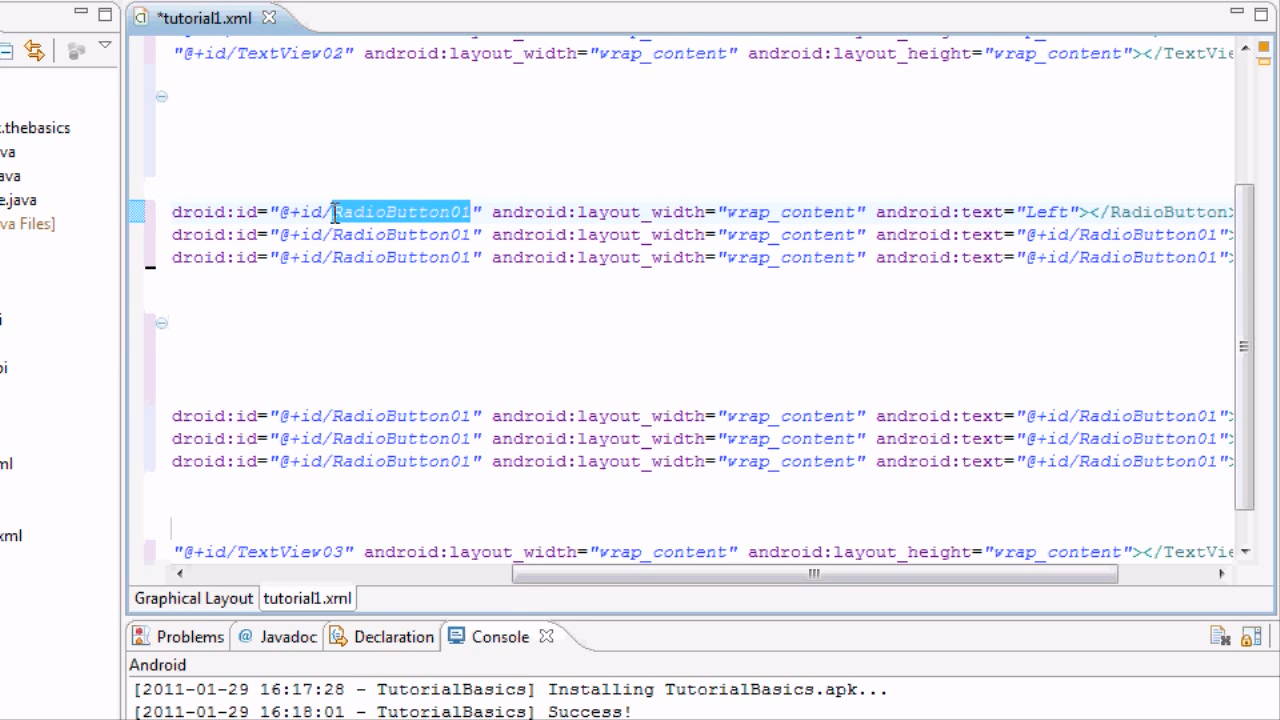 *tutorial1.xml
"@+id/TextView02" android:layout_width="wrap_content" android:layout_height="wrap_content"></TextVie
.thebasics
va
ava
e.java
va Files]
droid:id="@+id/RadioButton01" android:layout_width="wrap_content" android:text="Left"></RadioButton>
droid:id="@+id/RadioButton01" android:layout_width="wrap_content" android:text="@+id/RadioButton01">
droid:id="@+id/RadioButton01" android:layout_width="wrap_content" android:text="@+id/RadioButton01">
i
pi
ml
xml
droid:id="@+id/RadioButton01" android:layout_width="wrap_content" android:text="@+id/RadioButton01">
droid:id="@+id/RadioButton01" android:layout_width="wrap_content" android:text="@+id/RadioButton01">
droid:id="@+id/RadioButton01" android:layout_width="wrap_content" android:text="@+id/RadioButton01">
"@+id/TextView03" android:layout_width="wrap_content" android:layout_height="wrap_content"></TextVie
Graphical Layout tutorial1.xml
Problems @ Javadoc Declaration Console
Android
[2011-01-29 16:17:28 - TutorialBasics] Installing TutorialBasics.apk...
[2011-01-29 16:18:01 - TutorialBasics] Success!